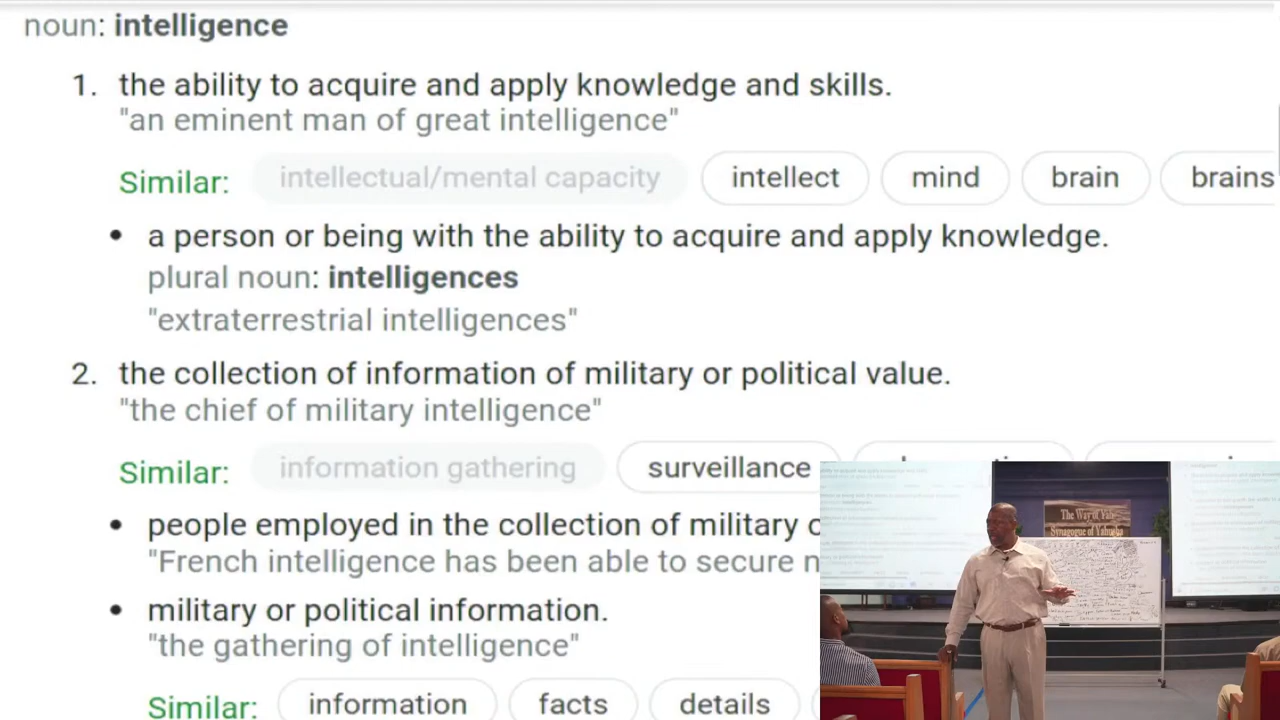 noun: intelligence
1. the ability to acquire and apply knowledge and skills.
"an eminent man of great intelligence"
Similar: intellectual/mental capacity intellect mind brain brains
• a person or being with the ability to acquire and apply knowledge.
plural noun: intelligences
"extraterrestrial intelligences"
2. the collection of information of military or political value.
"the chief of military intelligence"
Similar: information gathering surveillance
• people employed in the collection of military
"French intelligence has been able to secure
• military or political information.
"the gathering of intelligence"
Similar: information facts details
The Way of Yah
Synagogue of Yahusha